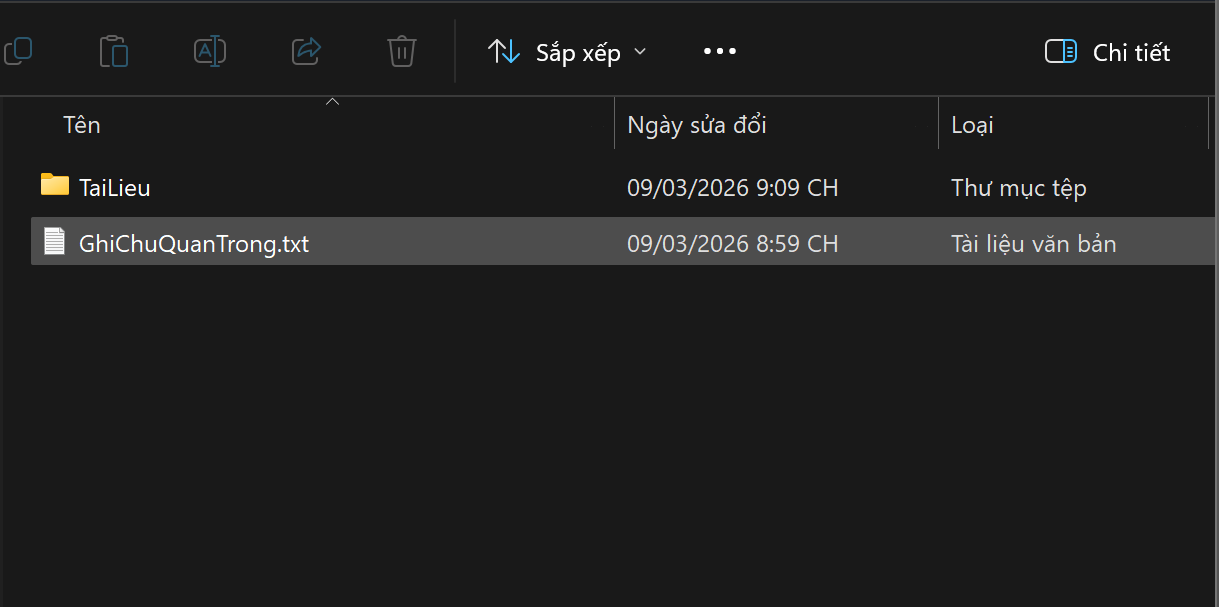 Sắp xếp Chi tiết
Tên Ngày sửa đổi Loại
TaiLieu 09/03/2026 9:09 CH Thư mục tệp
GhiChuQuanTrong.txt 09/03/2026 8:59 CH Tài liệu văn bản